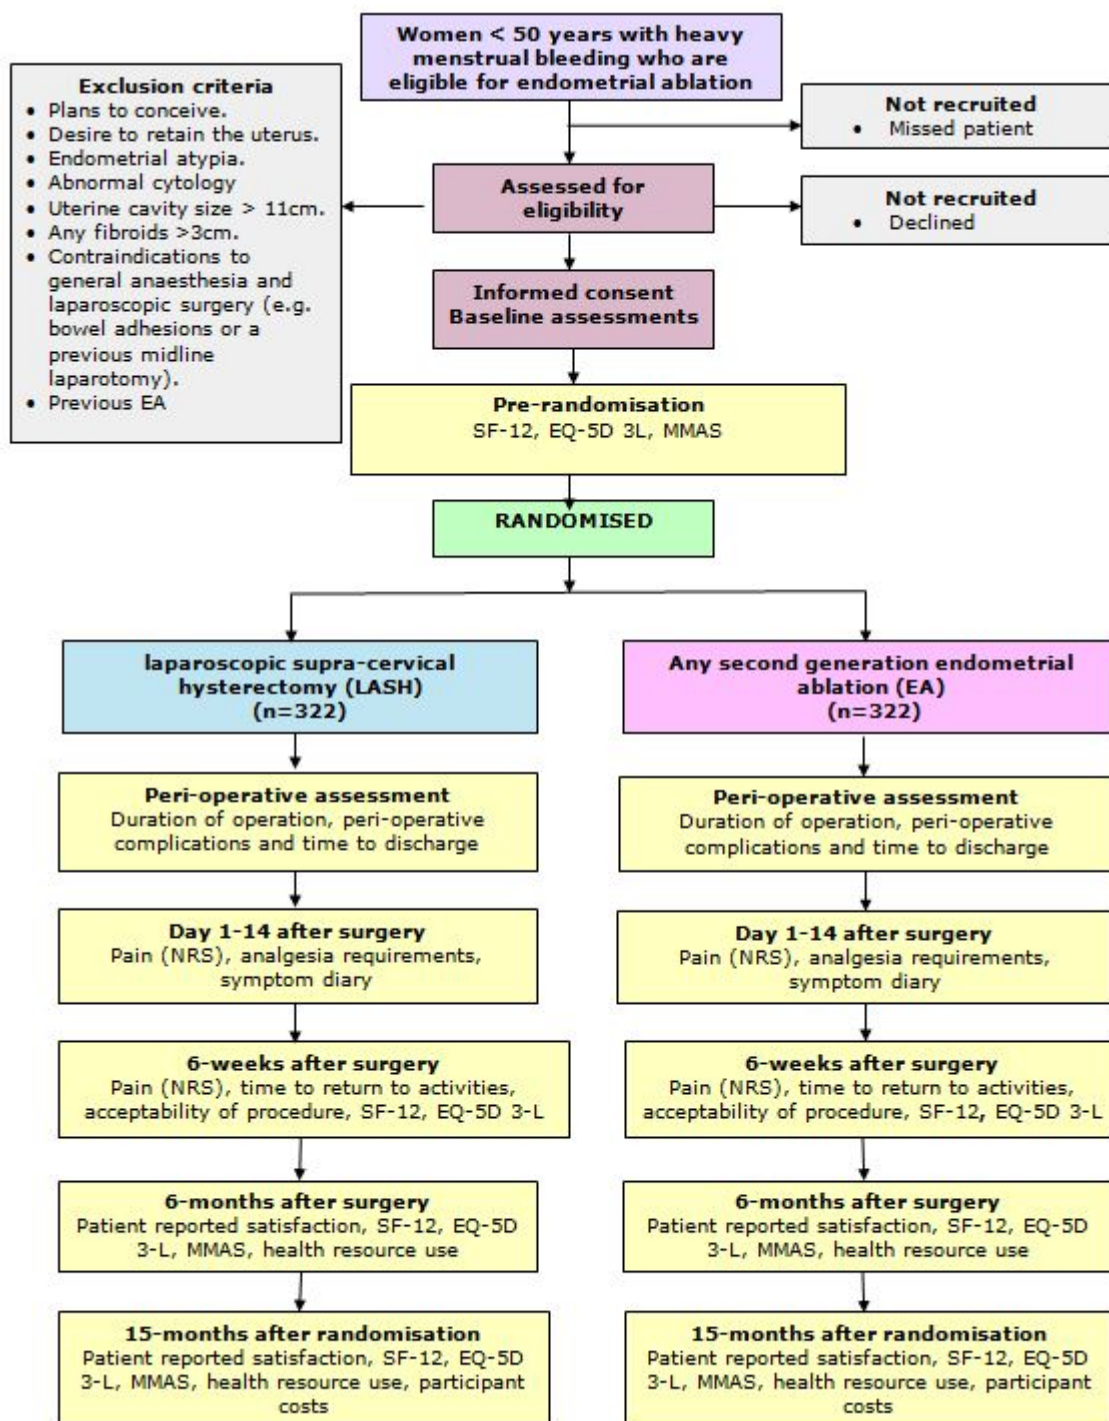 Women < 50 years with heavy
menstrual bleeding who are
eligible for endometrial ablation
Exclusion criteria
• Plans to conceive.
• Desire to retain the uterus.
• Endometrial atypia.
• Abnormal cytology
• Uterine cavity size > 11cm.
• Any fibroids >3cm.
• Contraindications to
general anaesthesia and
laparoscopic surgery (e.g.
bowel adhesions or a
previous midline
laparotomy).
• Previous EA
Not recruited
• Missed patient
Assessed for
eligibility
Not recruited
• Declined
Informed consent
Baseline assessments
Pre-randomisation
SF-12, EQ-5D 3L, MMAS
RANDOMISED
laparoscopic supra-cervical
hysterectomy (LASH)
(n=322)
Peri-operative assessment
Duration of operation, peri-operative
complications and time to discharge
Day 1-14 after surgery
Pain (NRS), analgesia requirements,
symptom diary
6-weeks after surgery
Pain (NRS), time to return to activities,
acceptability of procedure, SF-12, EQ-5D 3-L
6-months after surgery
Patient reported satisfaction, SF-12, EQ-5D
3-L, MMAS, health resource use
15-months after randomisation
Patient reported satisfaction, SF-12, EQ-5D
3-L, MMAS, health resource use, participant
costs
Any second generation endometrial
ablation (EA)
(n=322)
Peri-operative assessment
Duration of operation, peri-operative
complications and time to discharge
Day 1-14 after surgery
Pain (NRS), analgesia requirements,
symptom diary
6-weeks after surgery
Pain (NRS), time to return to activities,
acceptability of procedure, SF-12, EQ-5D 3-L
6-months after surgery
Patient reported satisfaction, SF-12, EQ-5D
3-L, MMAS, health resource use
15-months after randomisation
Patient reported satisfaction, SF-12, EQ-5D
3-L, MMAS, health resource use, participant
costs